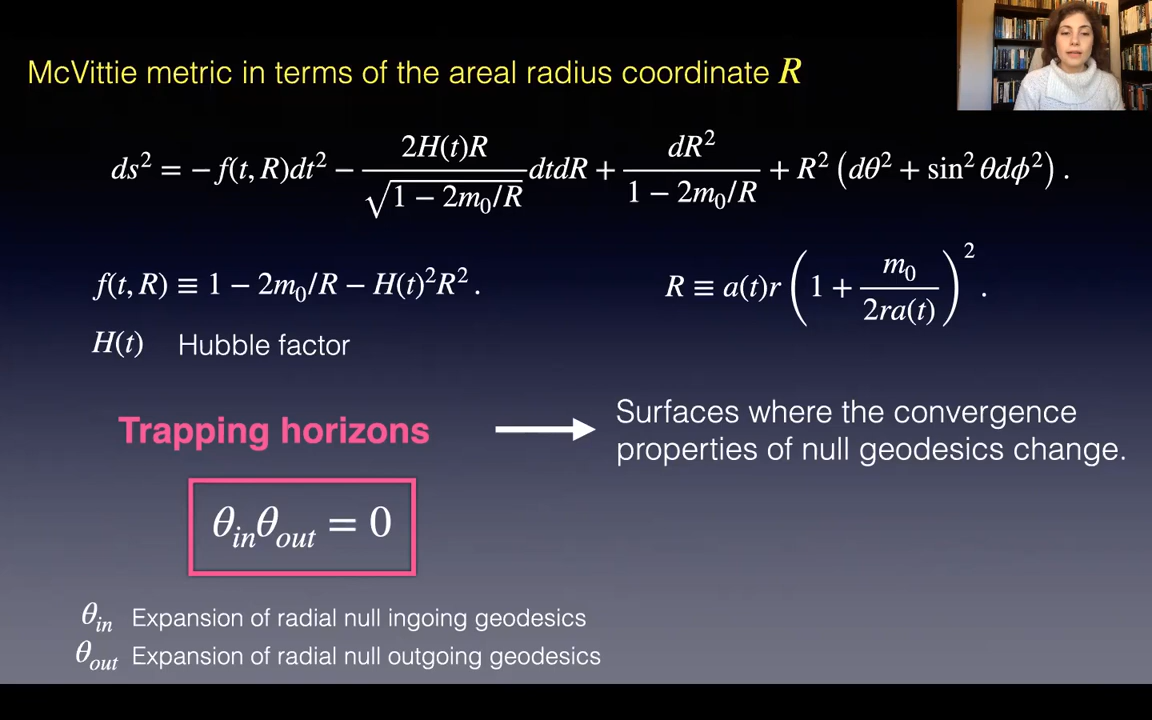 McVittie metric in terms of the areal radius coordinate R
ds² = −f(t, R)dt² − 2H(t)R/√(1 − 2m₀/R) dtdR + dR²/(1 − 2m₀/R) + R² (dθ² + sin² θdϕ²) .
f(t, R) ≡ 1 − 2m₀/R − H(t)²R² .
R ≡ a(t)r (1 + m₀/2ra(t))² .
H(t) Hubble factor
Trapping horizons
Surfaces where the convergence
properties of null geodesics change.
θ_in θ_out = 0
θ_in Expansion of radial null ingoing geodesics
θ_out Expansion of radial null outgoing geodesics